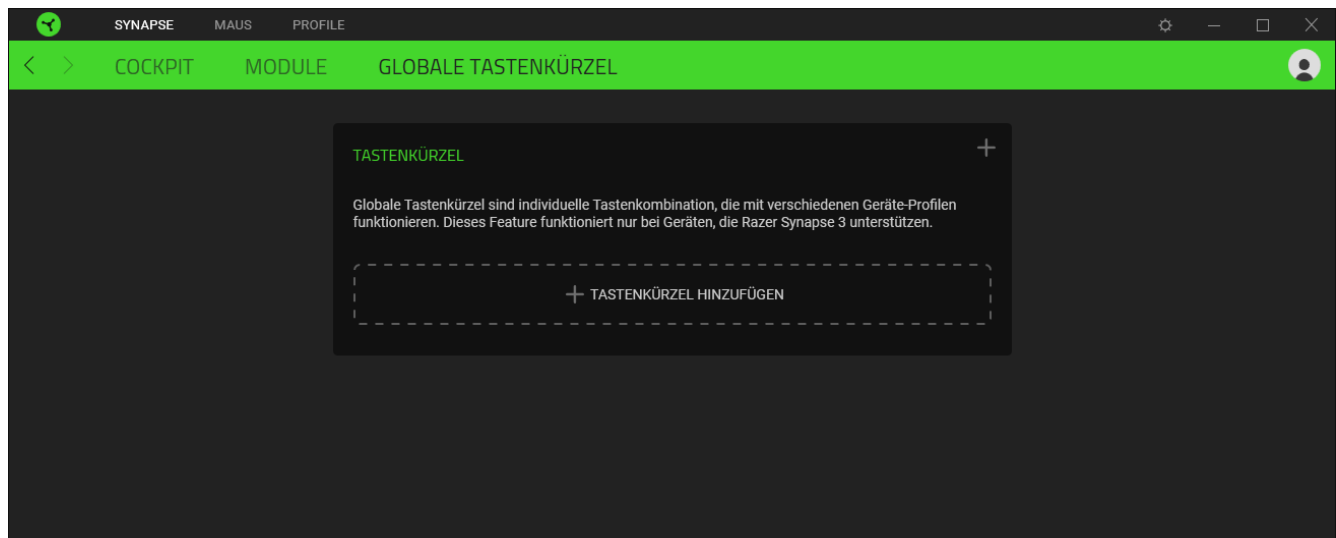 SYNAPSE MAUS PROFILE
COCKPIT MODULE GLOBALE TASTENKÜRZEL
TASTENKÜRZEL
Globale Tastenkürzel sind individuelle Tastenkombination, die mit verschiedenen Geräte-Profilen
funktionieren. Dieses Feature funktioniert nur bei Geräten, die Razer Synapse 3 unterstützen.
TASTENKÜRZEL HINZUFÜGEN